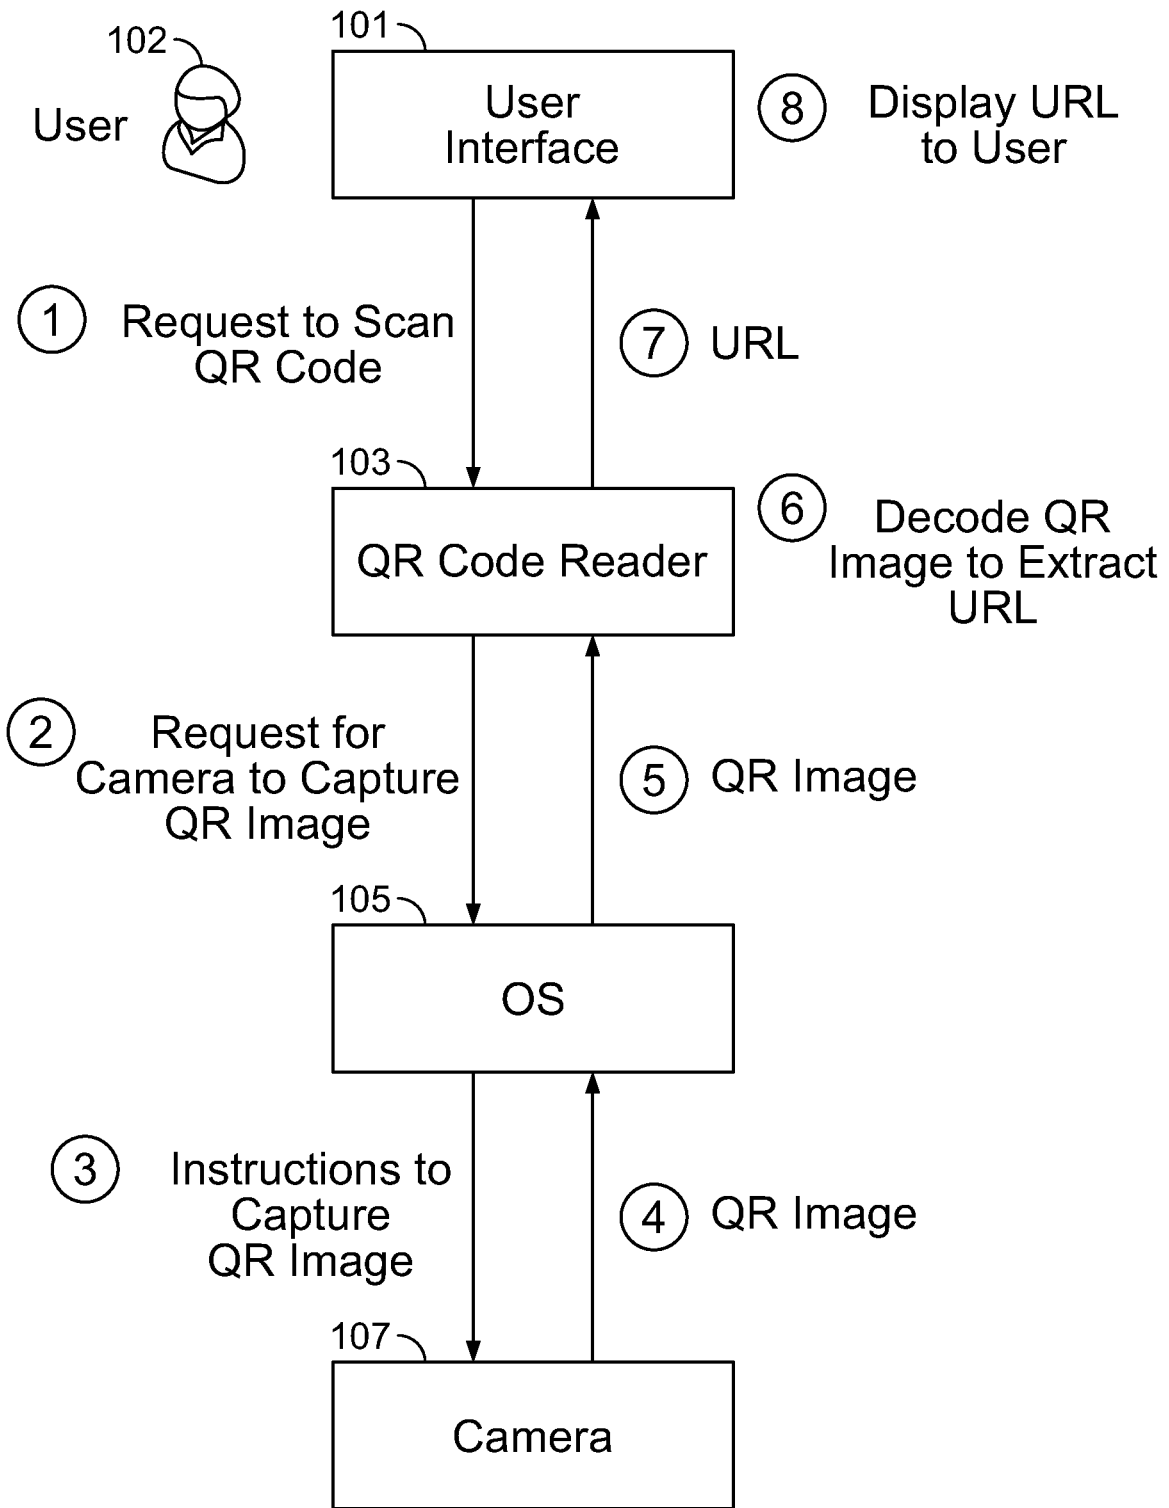 101
102
User
User
Interface
8
Display URL
to User
1
Request to Scan
QR Code
7
URL
103
QR Code Reader
6
Decode QR
Image to Extract
URL
2
Request for
Camera to Capture
QR Image
5
QR Image
105
OS
3
Instructions to
Capture
QR Image
4
QR Image
107
Camera